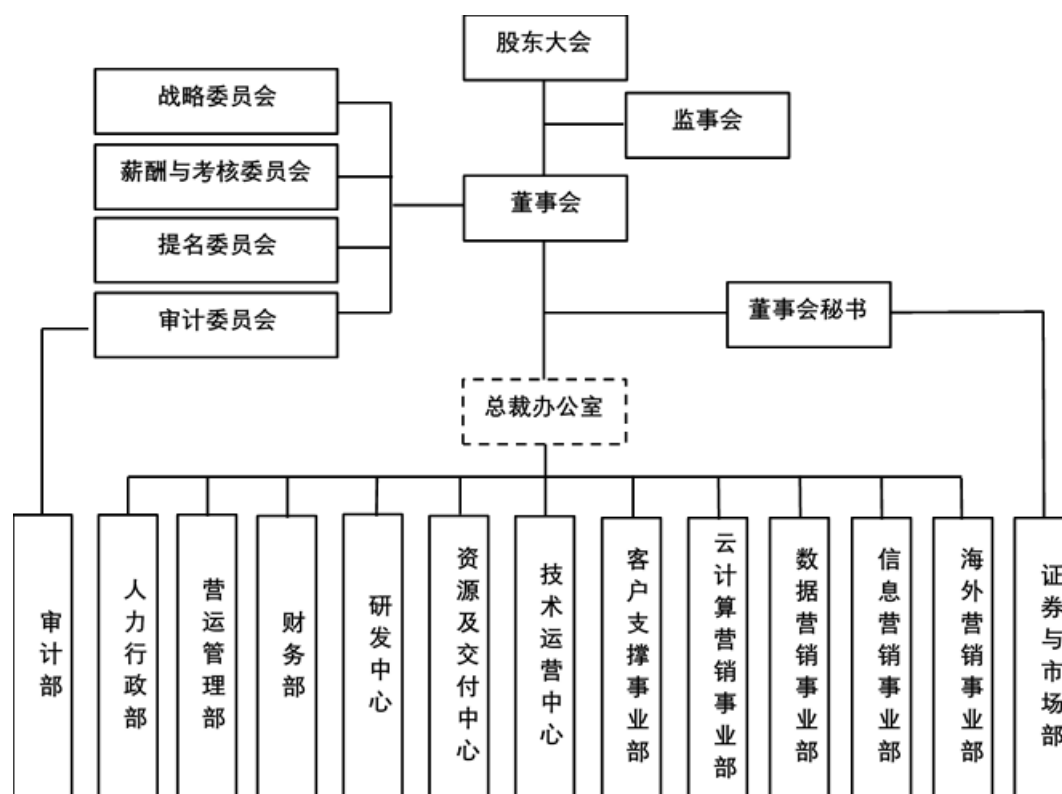 股东大会
战略委员会
监事会
薪酬与考核委员会
董事会
提名委员会
审计委员会
董事会秘书
总裁办公室
审计部
人力行政部
营运管理部
财务部
研发中心
资源及交付中心
技术运营中心
客户支撑事业部
云计算营销事业部
数据营销事业部
信息营销事业部
海外营销事业部
证券与市场部